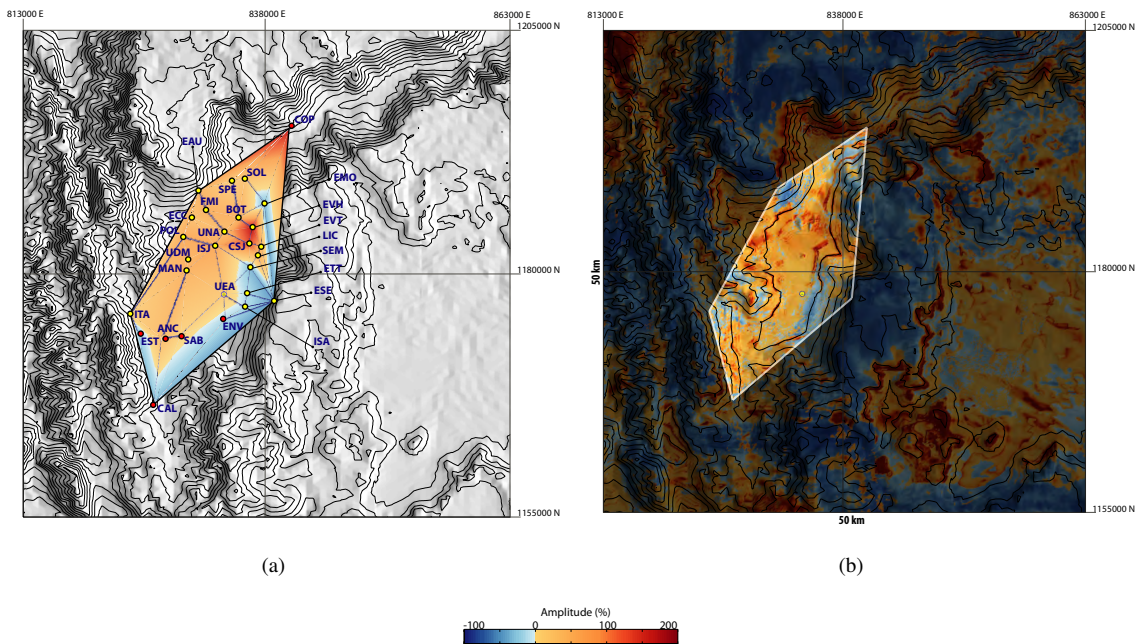 813000 E 838000 E 863000 E
1205000 N
COP
EAU
SOL
EMO
SPE
FMI
EVH
ECC
BOT
EVT
UNA
LIC
CSJ
ISJ
UDM
SEM
MAN
ETT
1180000 N
UEA
ESE
ITA
ANC
ENV
EST
SAB
ISA
CAL
1155000 N
813000 E 838000 E 863000 E
1205000 N
1180000 N
50 km
1155000 N
50 km
(a) (b)
Amplitude (%)
-100 0 100 200